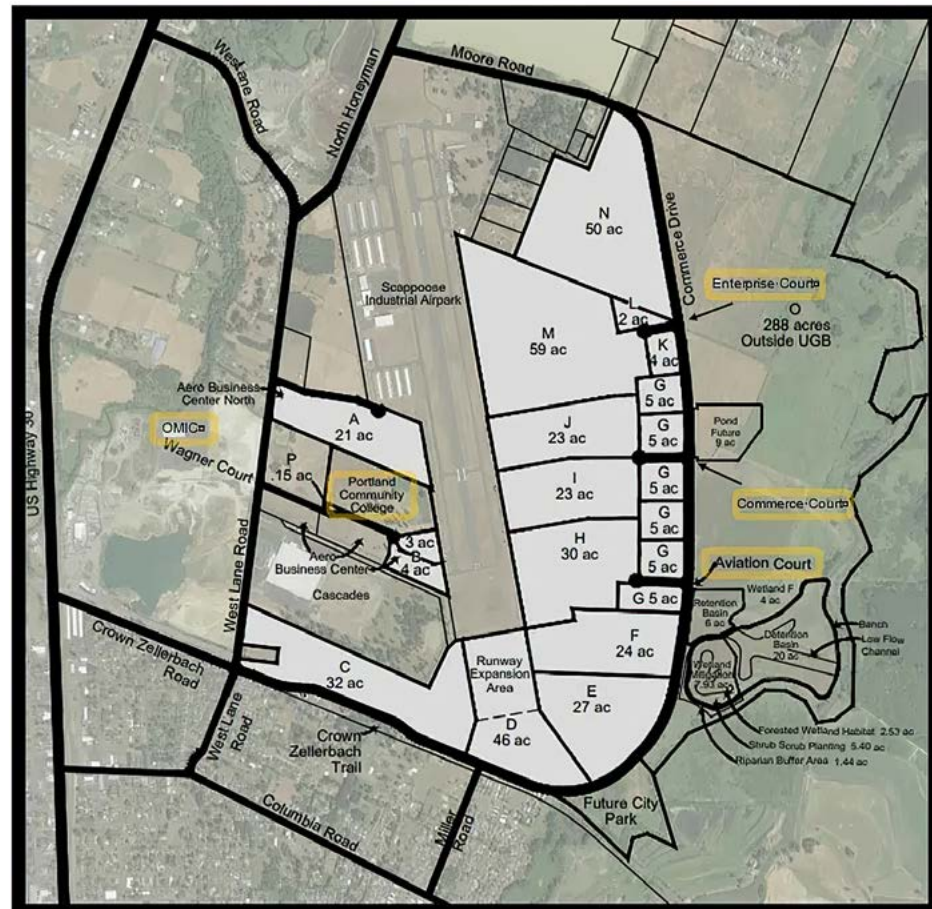 Moore Road
West Lane Road
North Honeyman
N
50 ac
Commerce Drive
Scappoose
Industrial Airpark
L
2 ac
Enterprise Court¤
O
288 acres
Outside UGB
M
59 ac
K
4 ac
G
5 ac
Aero Business
Center North
A
21 ac
J
23 ac
G
5 ac
Pond
Future
9 ac
OMIC¤
US Highway 30
Wagner Court
P
.15 ac
Portland
Community
College
I
23 ac
G
5 ac
Commerce Court¤
G
5 ac
3 ac
H
30 ac
G
5 ac
Aviation Court
Aero
Business Center
B
4 ac
West Lane Road
Cascades
G 5 ac
Wetland F
4 ac
Retention
Basin
6 ac
Bench
Detention
Basin
20 ac
Low Flow
Channel
Crown Zellerbach
Road
C
32 ac
Runway
Expansion
Area
F
24 ac
Wetland
Mitigation
7.93 ac
E
27 ac
West Lane
Road
D
46 ac
Forested Wetland Habitat 2.53 ac
Shrub Scrub Planting 5.40 ac
Riparian Buffer Area 1.44 ac
Crown
Zellerbach
Trail
Columbia Road
Miller
Road
Future City
Park